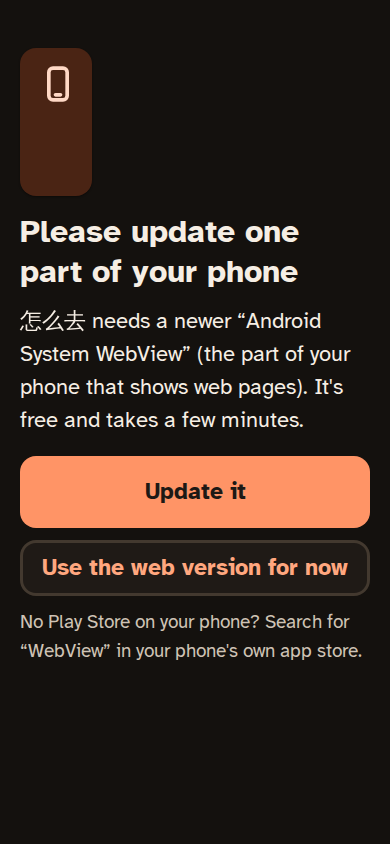 Please update one
part of your phone
怎么去 needs a newer “Android
System WebView” (the part of your
phone that shows web pages). It's
free and takes a few minutes.
Update it
Use the web version for now
No Play Store on your phone? Search for
“WebView” in your phone's own app store.